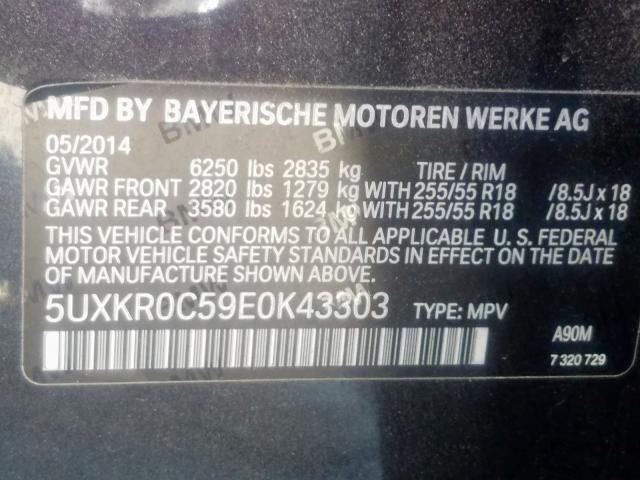 MFD BY BAYERISCHE MOTOREN WERKE AG
05/2014
GVWR 6250 lbs 2835 kg TIRE / RIM
GAWR FRONT 2820 lbs 1279 kg WITH 255/55 R18 /8.5J x 18
GAWR REAR 3580 lbs 1624 kg WITH 255/55 R18 /8.5J x 18
THIS VEHICLE CONFORMS TO ALL APPLICABLE U. S. FEDERAL
MOTOR VEHICLE SAFETY STANDARDS IN EFFECT ON THE DATE
OF MANUFACTURE SHOWN ABOVE.
5UXKR0C59E0K43303 TYPE: MPV
A90M
7 320 729